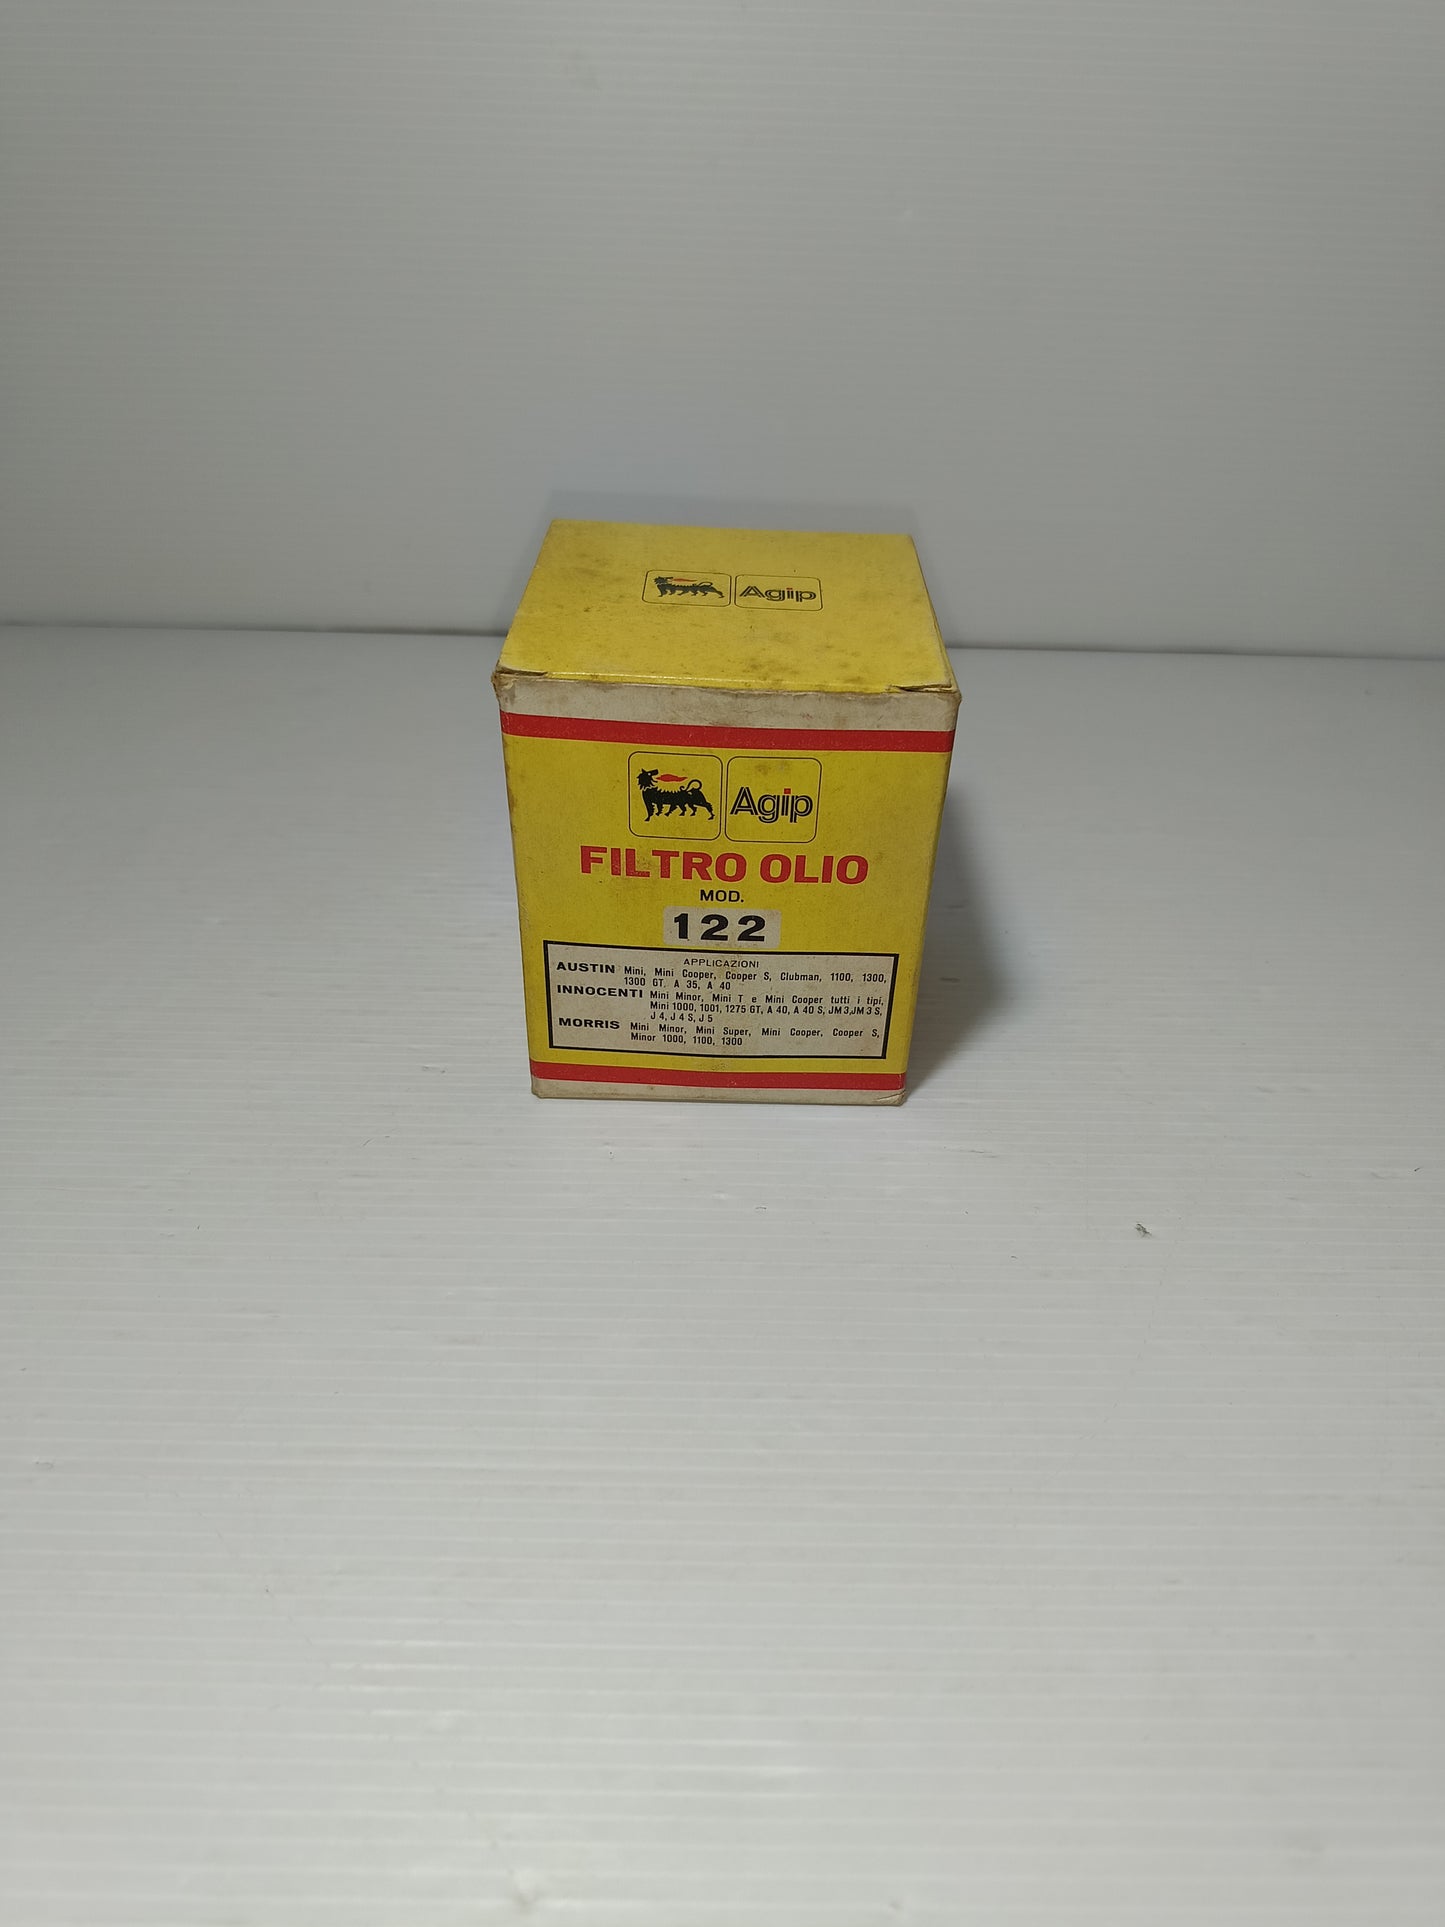 Agip
Agip
FILTRO OLIO
MOD.
122
APPLICAZIONI
AUSTIN Mini, Mini Cooper, Cooper S, Clubman, 1100, 1300,
1300 GT, A 35, A 40
INNOCENTI Mini Minor, Mini T e Mini Cooper tutti i tipi,
Mini 1000, 1001, 1275 GT, A 40, A 40 S, JM3, JM 3 S,
J 4, J 4 S, J 5
MORRIS Mini Minor, Mini Super, Mini Cooper, Cooper S,
Minor 1000, 1100, 1300